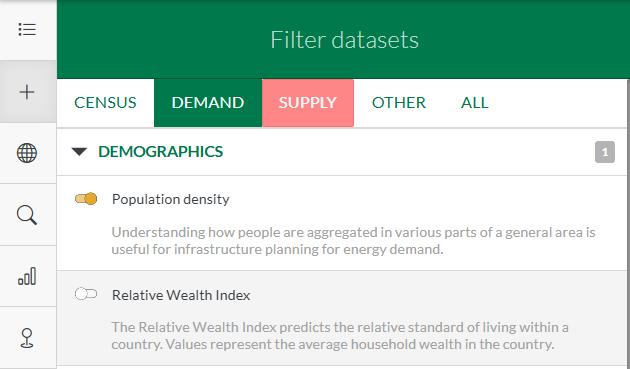 Filter datasets
CENSUS DEMAND SUPPLY OTHER ALL
DEMOGRAPHICS 1
Population density
Understanding how people are aggregated in various parts of a general area is
useful for infrastructure planning for energy demand.
Relative Wealth Index
The Relative Wealth Index predicts the relative standard of living within a
country. Values represent the average household wealth in the country.